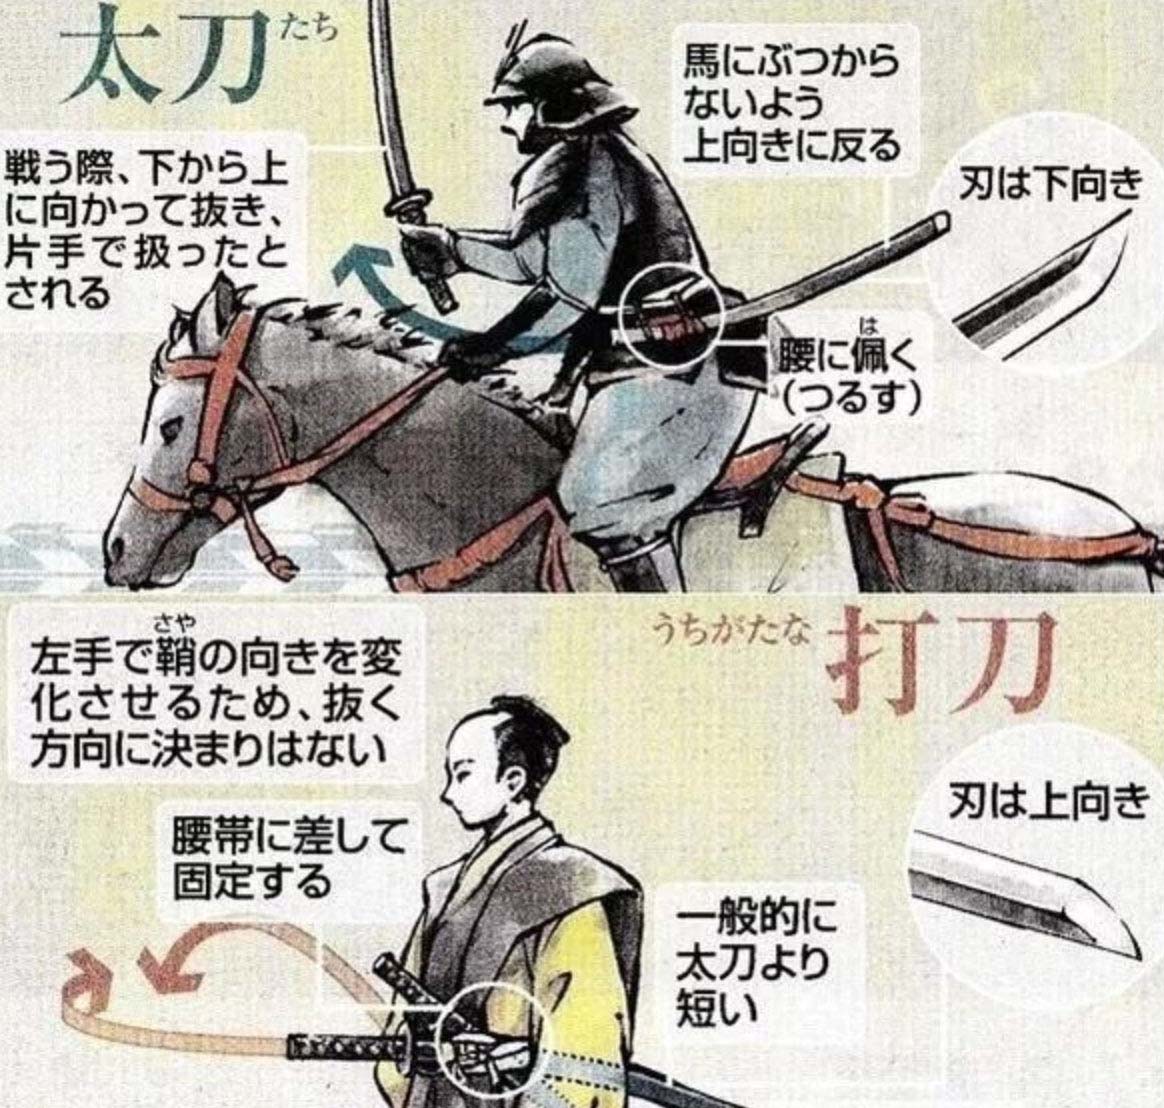 太刀 たち
戦う際、下から上
に向かって抜き、
片手で扱ったと
される
馬にぶつから
ないよう
上向きに反る
刃は下向き
は
腰に佩く
(つるす)
うちがたな 打刀
さや
左手で鞘の向きを変
化させるため、抜く
方向に決まりはない
腰帯に差して
固定する
一般的に
太刀より
短い
刃は上向き